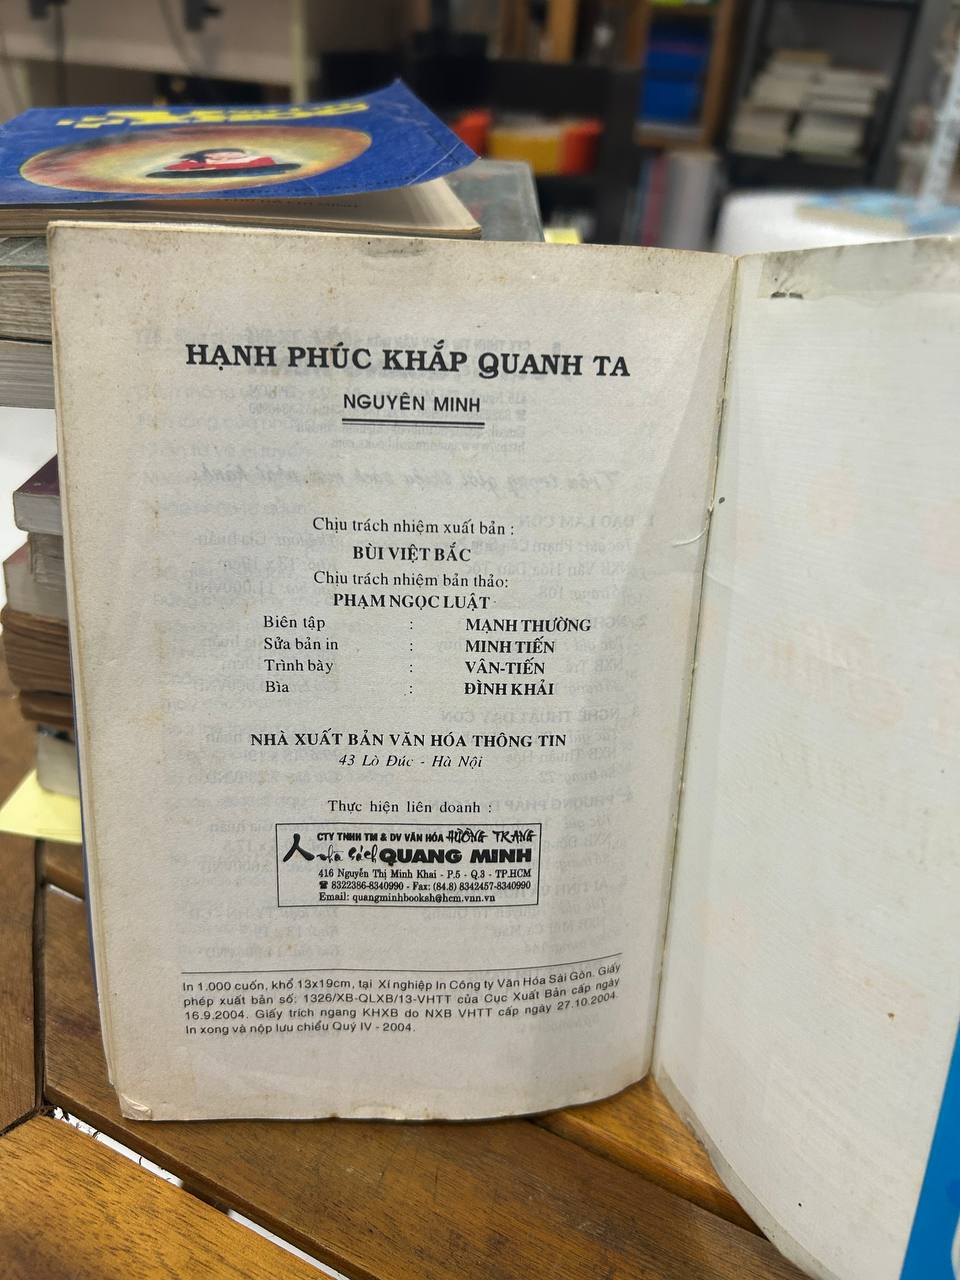 HẠNH PHÚC KHẮP QUANH TA
NGUYÊN MINH
Chịu trách nhiệm xuất bản :
BÙI VIỆT BẮC
Chịu trách nhiệm bản thảo:
PHẠM NGỌC LUẬT
Biên tập : MẠNH THƯỜNG
Sửa bản in : MINH TIẾN
Trình bày : VÂN-TIẾN
Bìa : ĐÌNH KHẢI
NHÀ XUẤT BẢN VĂN HÓA THÔNG TIN
43 Lò Đúc - Hà Nội
Thực hiện liên doanh :
CTY TNHH TM & DV VĂN HÓA HƯƠNG TRANG
nhà sách QUANG MINH
416 Nguyễn Thị Minh Khai - P.5 - Q.3 - TP.HCM
☎ 8322386-8340990 - Fax: (84.8) 8342457-8340990
Email: quangminhbooksh@hcm.vnn.vn
In 1.000 cuốn, khổ 13x19cm, tại Xí nghiệp In Công ty Văn Hóa Sài Gòn. Giấy
phép xuất bản số: 1326/XB-QLXB/13-VHTT của Cục Xuất Bản cấp ngày
16.9.2004. Giấy trích ngang KHXB do NXB VHTT cấp ngày 27.10.2004.
In xong và nộp lưu chiểu Quý IV - 2004.